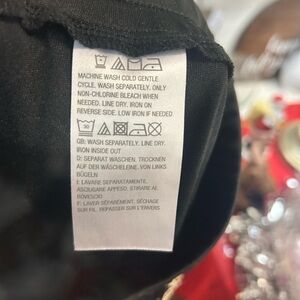 MACHINE WASH COLD GENTLE
CYCLE. WASH SEPARATELY. ONLY
NON-CHLORINE BLEACH WHEN
NEEDED. LINE DRY. IRON ON
REVERSE SIDE. LOW IRON IF NEEDED
30
GB: WASH SEPARATELY. LINE DRY.
IRON INSIDE OUT
D: SEPARAT WASCHEN, TROCKNEN
AUF DER WÄSCHELEINE. VON LINKS
BÜGELN
I: LAVARE SEPARATAMENTE.
ASCIUGARE APPESO. STIRARE AL
ROVESCIO
F: LAVER SÉPARÉMENT. SÉCHAGE
SUR FIL. REPASSER SUR L'ENVERS